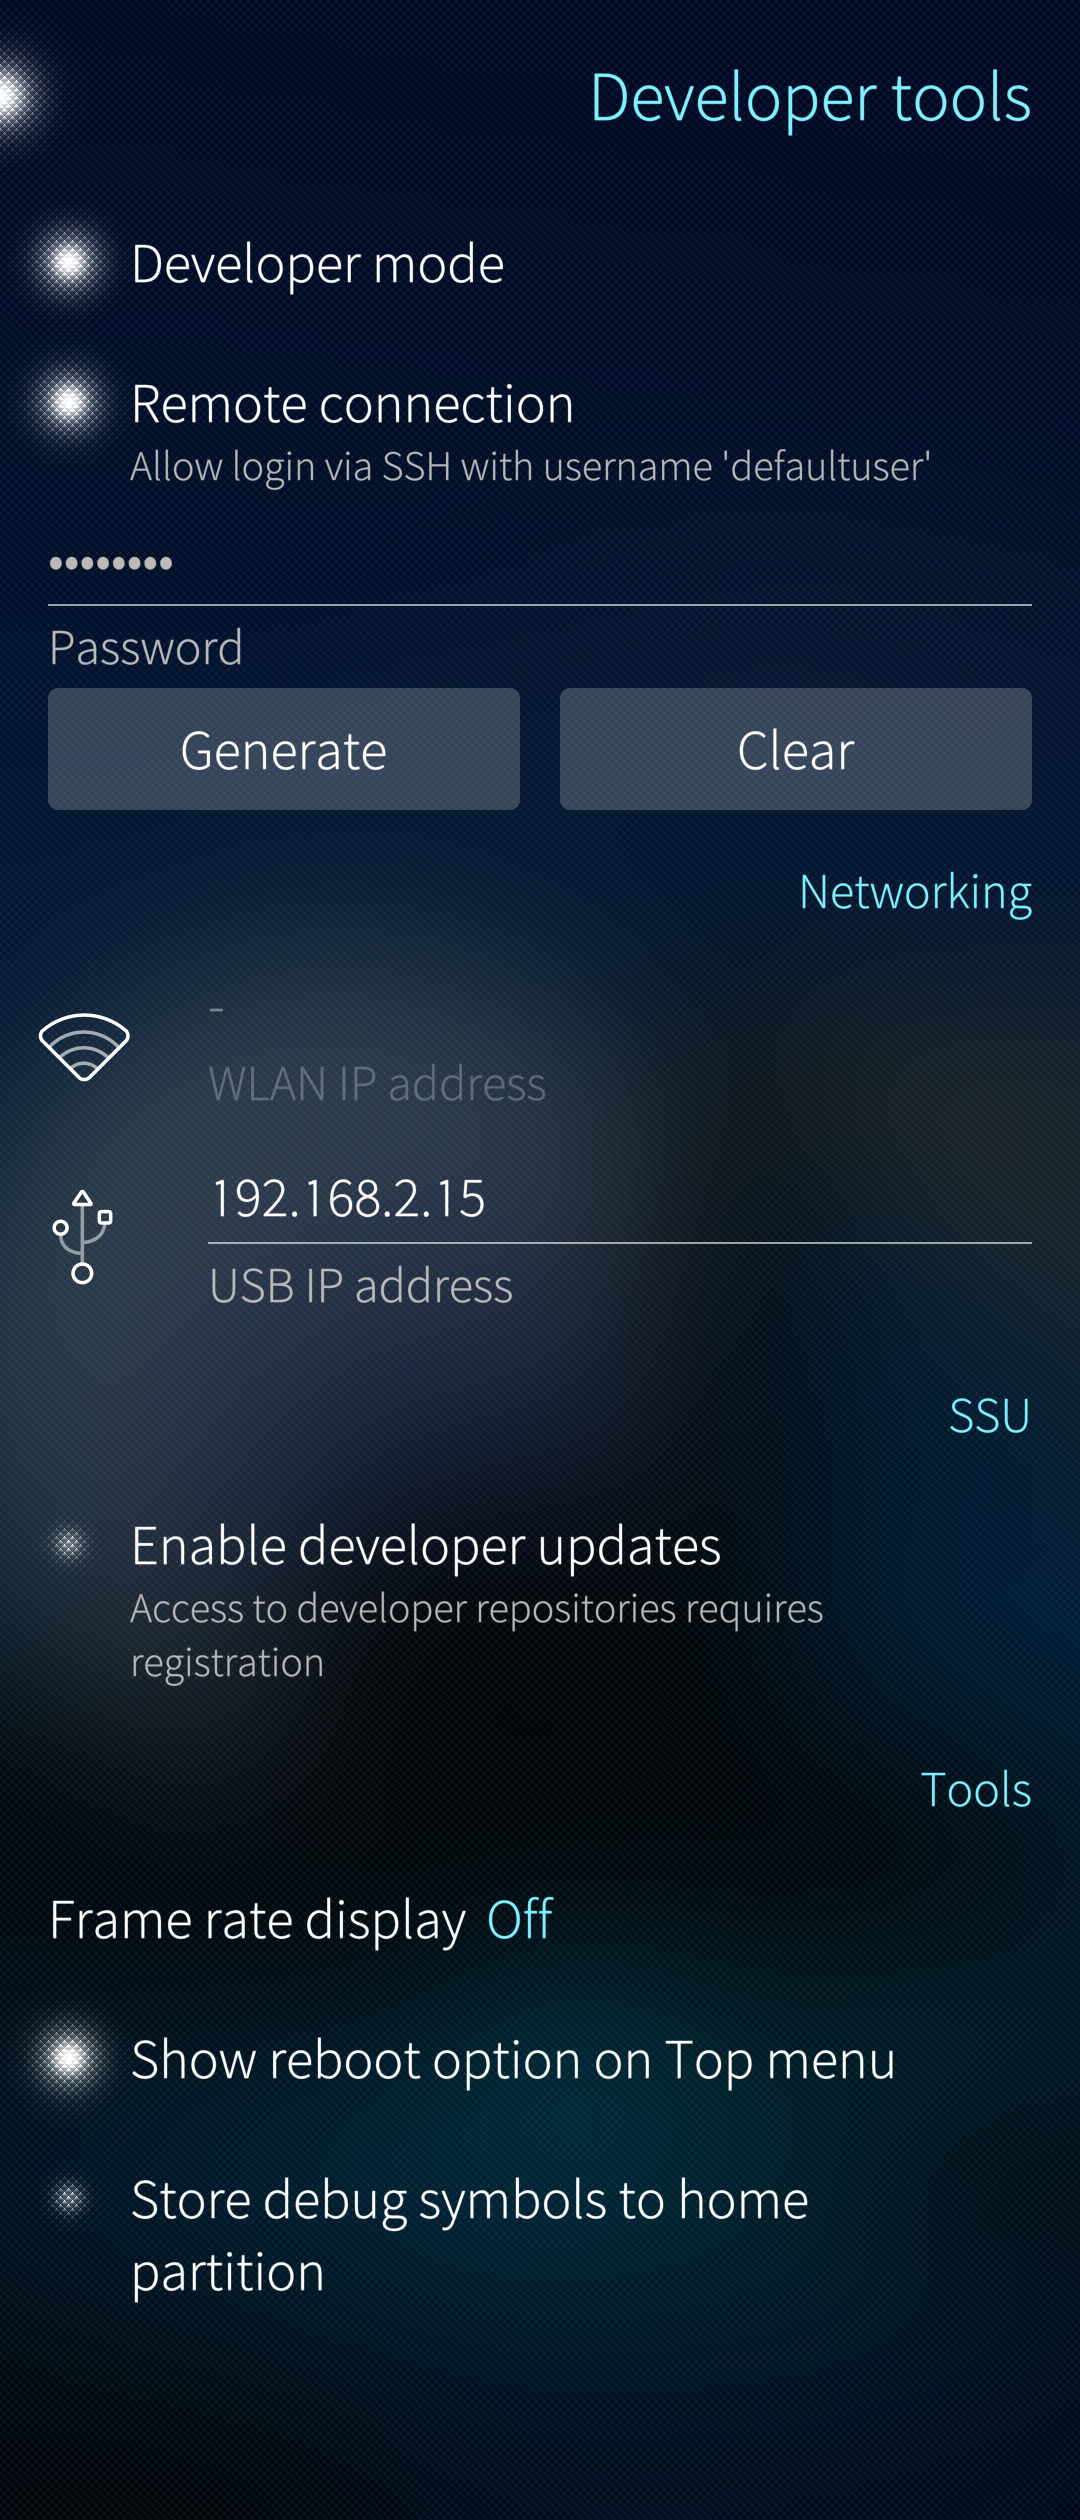 Developer tools
Developer mode
Remote connection
Allow login via SSH with username 'defaultuser'
••••••••
Password
Generate
Clear
Networking
-
WLAN IP address
192.168.2.15
USB IP address
SSU
Enable developer updates
Access to developer repositories requires
registration
Tools
Frame rate display Off
Show reboot option on Top menu
Store debug symbols to home
partition